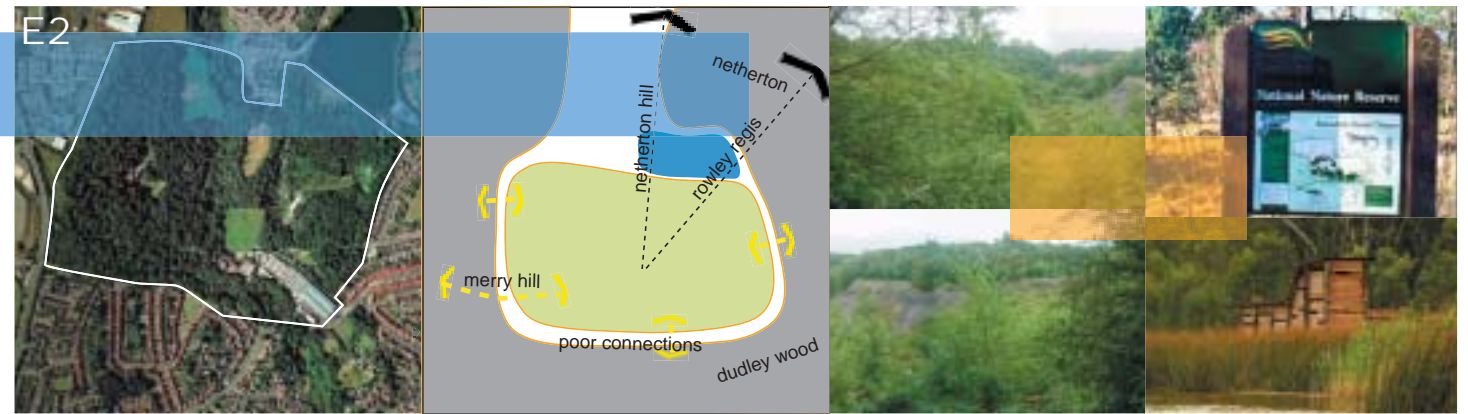 E2
netherton
netherton hill
rowley regis
merry hill
poor connections
dudley wood
National Nature Reserve